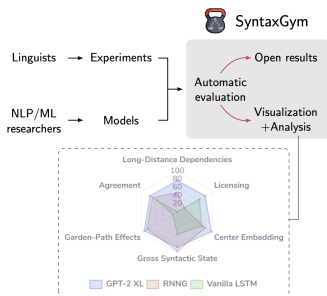 SyntaxGym
Linguists
Experiments
Open results
Automatic
evaluation
NLP/ML
researchers
Models
Visualization
+Analysis
Long-Distance Dependencies
100
80
60
40
20
Agreement
Licensing
Garden-Path Effects
Center Embedding
Gross Syntactic State
GPT-2 XL
RNNG
Vanilla LSTM